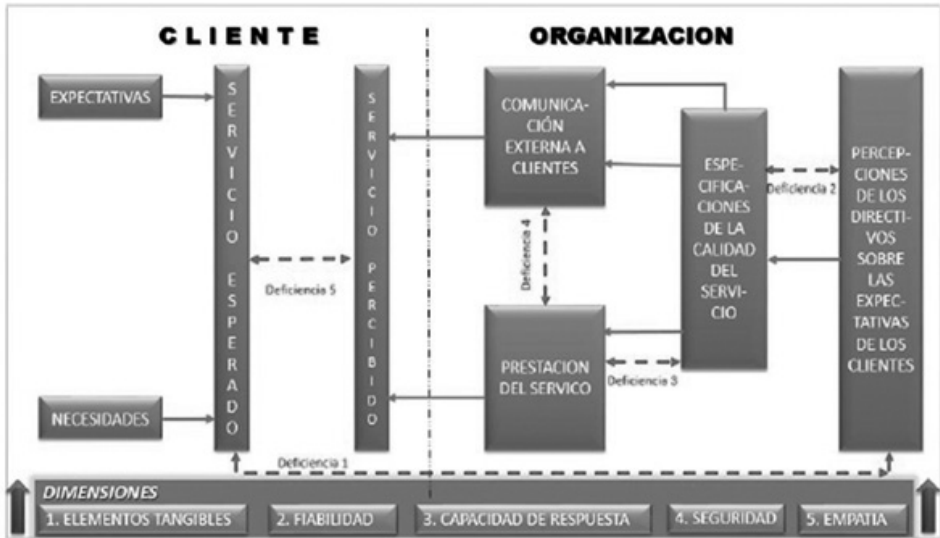 CLIENTE
ORGANIZACION
EXPECTATIVAS
NECESIDADES
SERVICIO ESPERADO
Deficiencia 5
SERVICIO PERCIBIDO
COMUNICA-
CIÓN
EXTERNA A
CLIENTES
Deficiencia 4
PRESTACION
DEL SERVICO
Deficiencia 3
ESPE-
CIFICA-
CIONES
DE LA
CALIDAD
DEL
SERVI-
CIO
Deficiencia 2
PERCEP-
CIONES
DE LOS
DIRECTI-
VOS
SOBRE
LAS
EXPEC-
TATIVAS
DE LOS
CLIENTES
Deficiencia 1
DIMENSIONES
1. ELEMENTOS TANGIBLES
2. FIABILIDAD
3. CAPACIDAD DE RESPUESTA
4. SEGURIDAD
5. EMPATIA